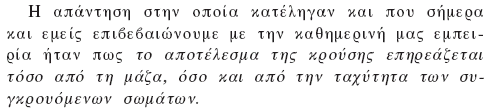 Η απάντηση στην οποία κατέληγαν και που σήμερα
και εμείς επιβεβαιώνουμε με την καθημερινή μας εμπει-
ρία ήταν πως το αποτέλεσμα της κρούσης επηρεάζεται
τόσο από τη μάζα, όσο και από την ταχύτητα των συ-
γκρουόμενων σωμάτων.